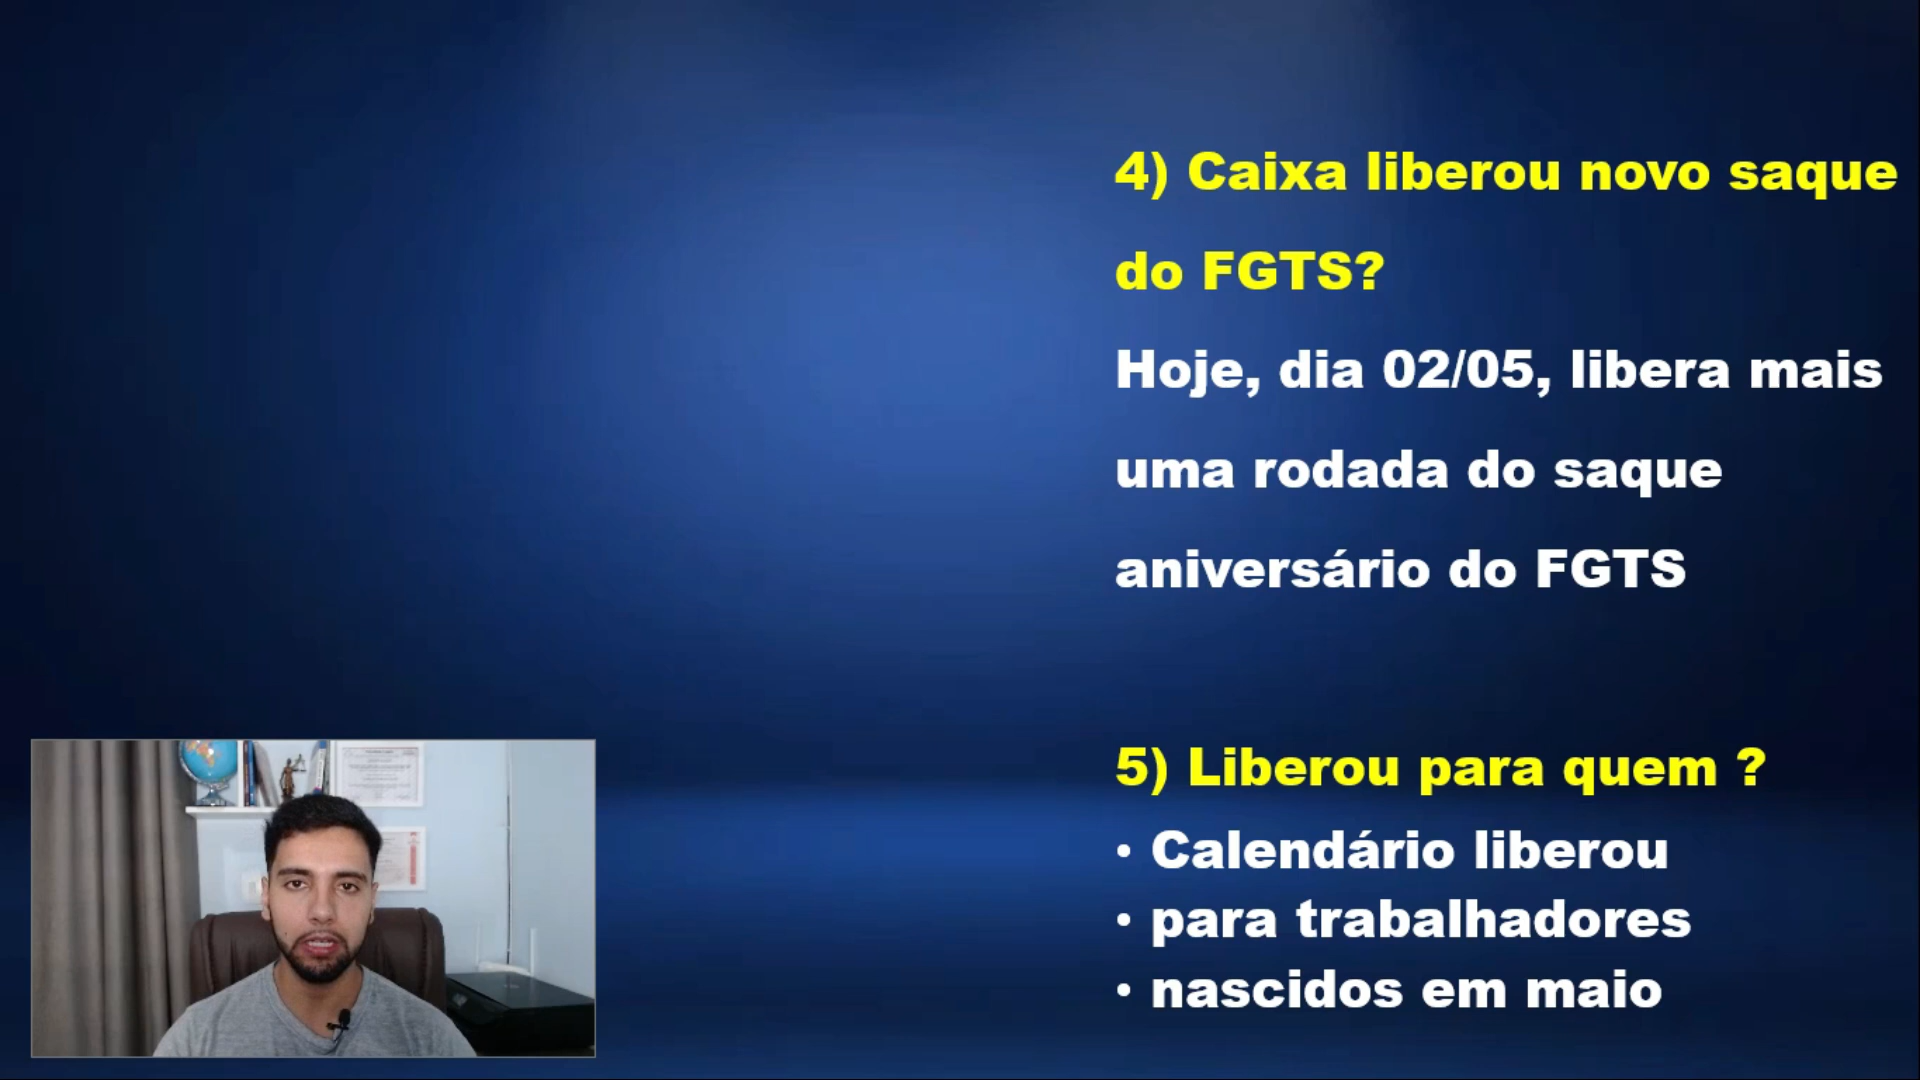 4) Caixa liberou novo saque
do FGTS?
Hoje, dia 02/05, libera mais
uma rodada do saque
aniversário do FGTS
5) Liberou para quem ?
• Calendário liberou
• para trabalhadores
• nascidos em maio